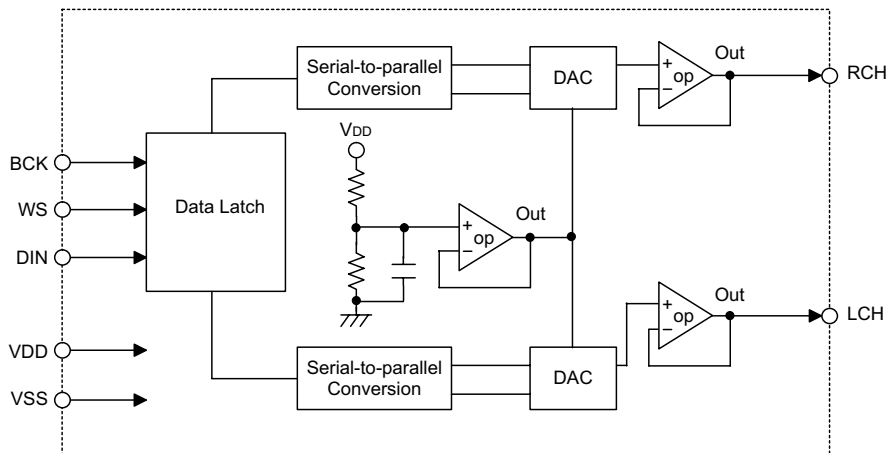 Out
Serial-to-parallel
Conversion
DAC
+
−
op
RCH
VDD
BCK
WS
DIN
Data Latch
Out
+
−
op
Out
+
−
op
LCH
VDD
VSS
Serial-to-parallel
Conversion
DAC